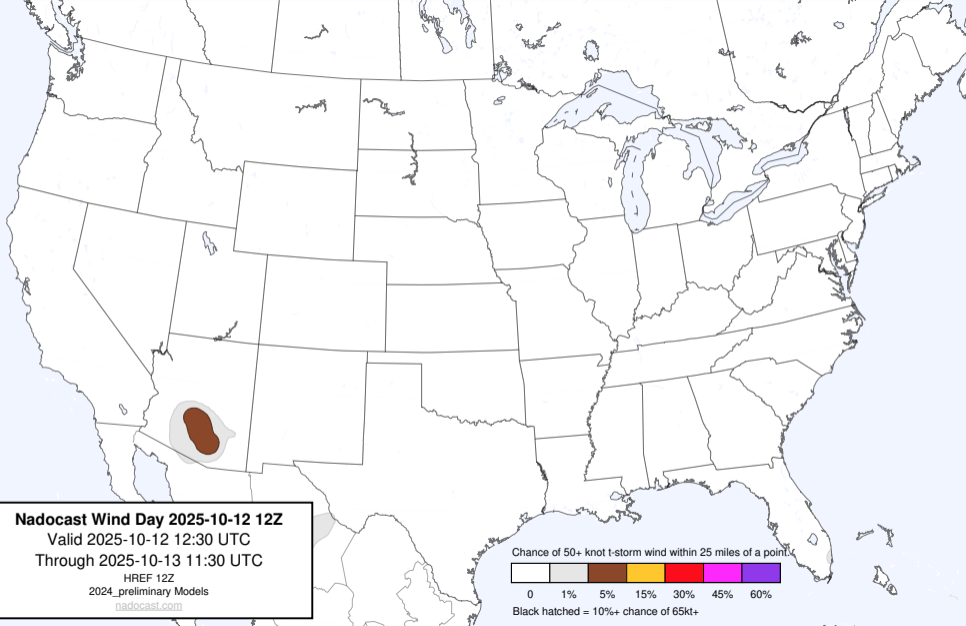 Nadocast Wind Day 2025-10-12 12Z
Valid 2025-10-12 12:30 UTC
Through 2025-10-13 11:30 UTC
HREF 12Z
2024_preliminary Models
nadocast.com
Chance of 50+ knot t-storm wind within 25 miles of a point.
0 1% 5% 15% 30% 45% 60%
Black hatched = 10%+ chance of 65kt+